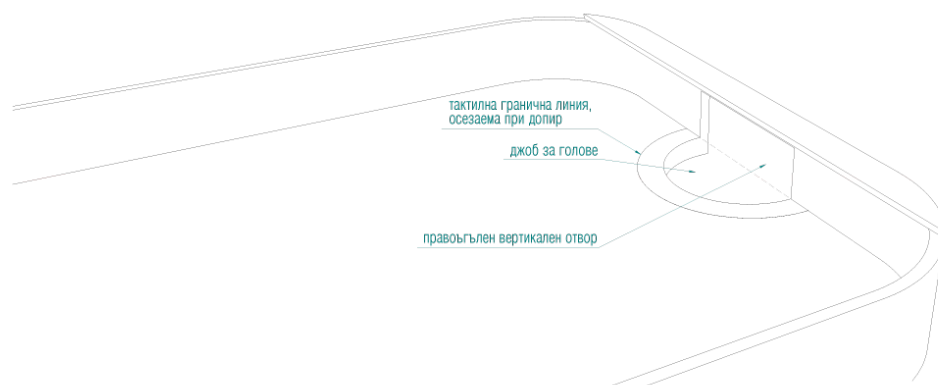 тактилна гранична линия,
осезаема при допир
джоб за голове
правоъгълен вертикален отвор